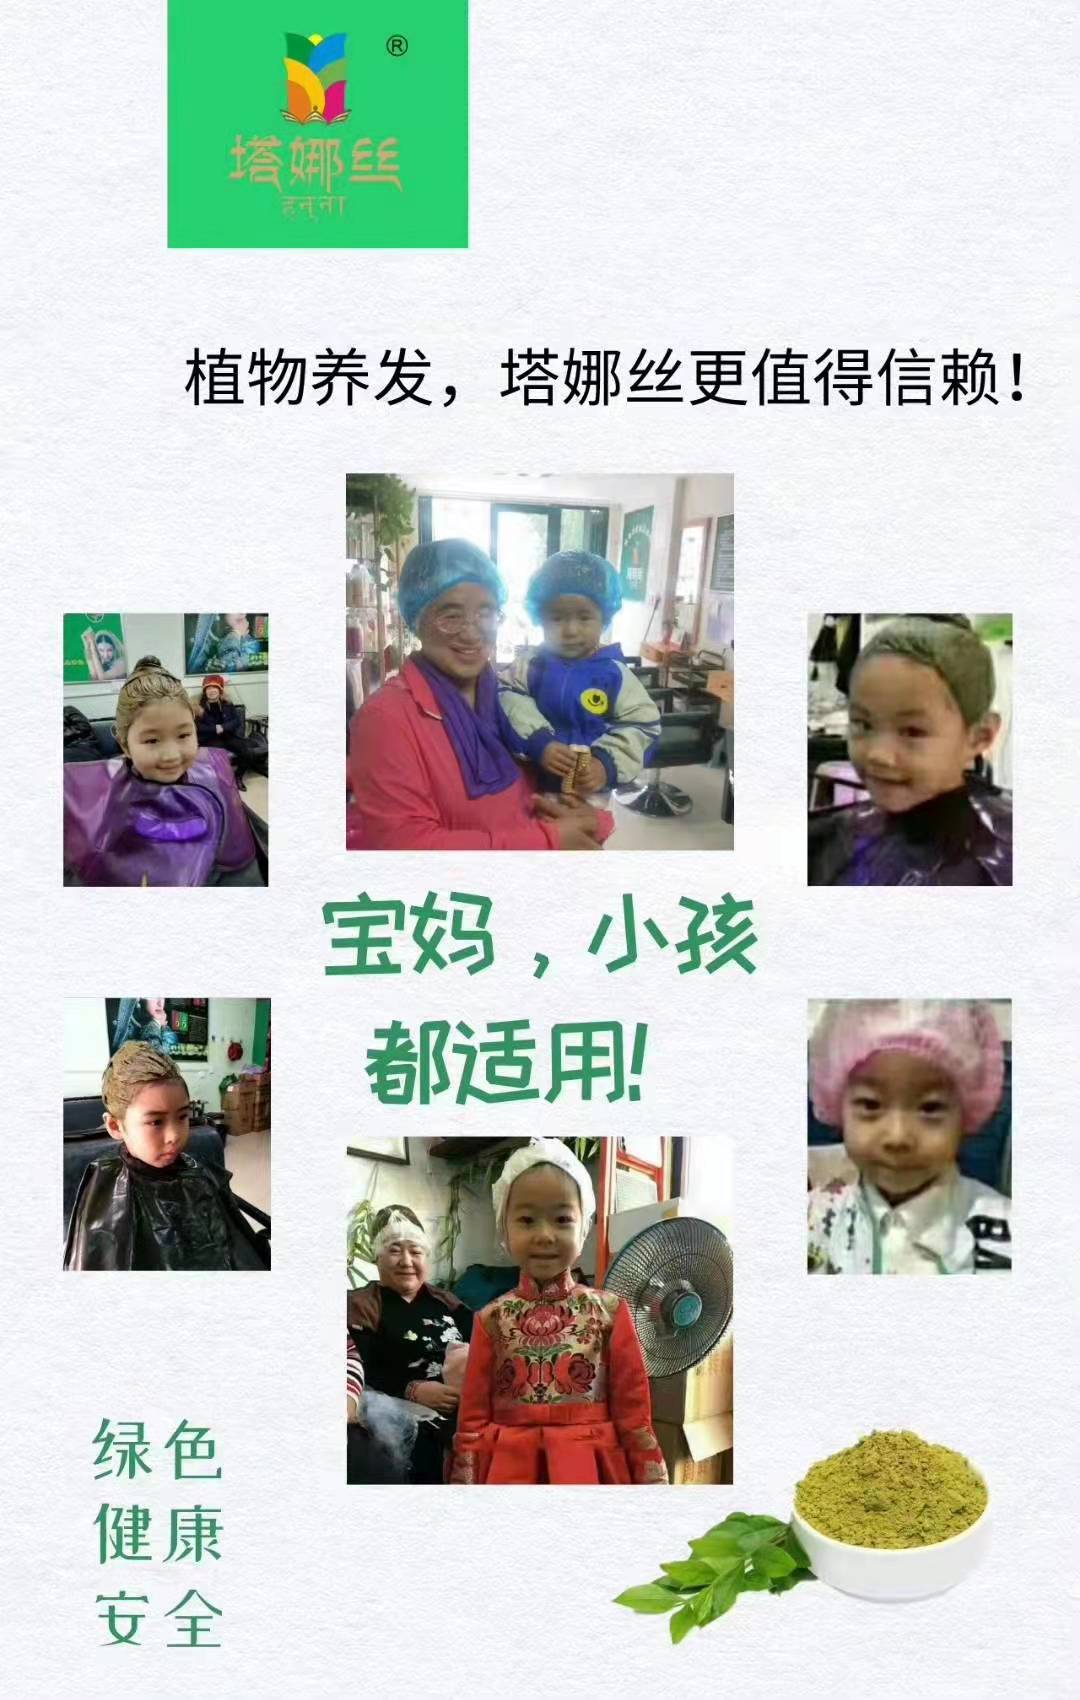 ®
塔娜丝
हन्ना
植物养发，塔娜丝更值得信赖！
宝妈，小孩
都适用！
绿色
健康
安全